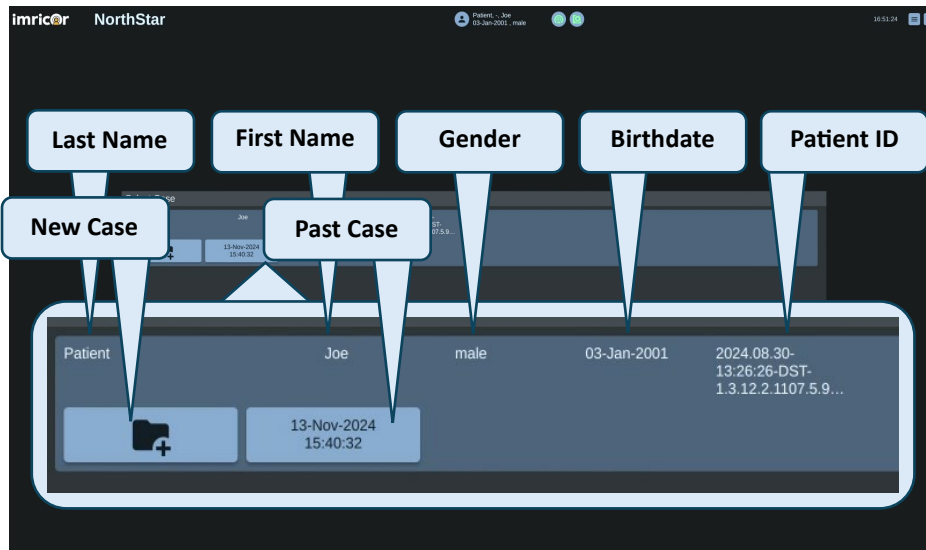 imricor NorthStar
Patient, -, Joe
03-Jan-2001 , male
16:51:24
Last Name First Name Gender Birthdate Patient ID
Case
New Case Past Case
Joe
13-Nov-2024
15:40:32
Patient Joe male 03-Jan-2001 2024.08.30-
13:26:26-DST-
1.3.12.2.1107.5.9...
13-Nov-2024
15:40:32